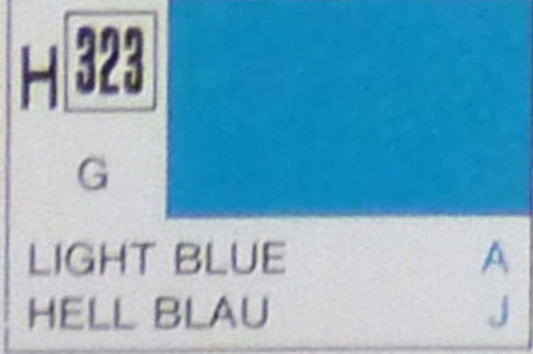 H 323
G
LIGHT BLUE A
HELL BLAU J